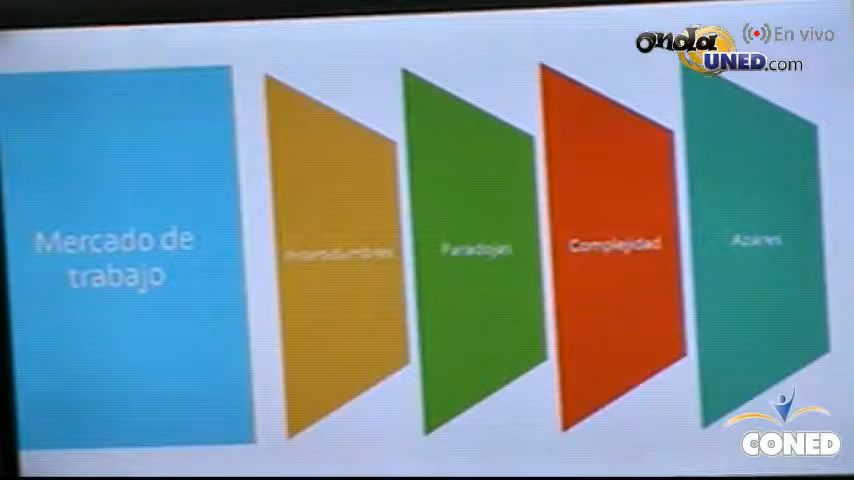 onda
UNED.com
En vivo
Mercado de
trabajo
Incertidumbres
Paradojas
Complejidad
Azares
CONED